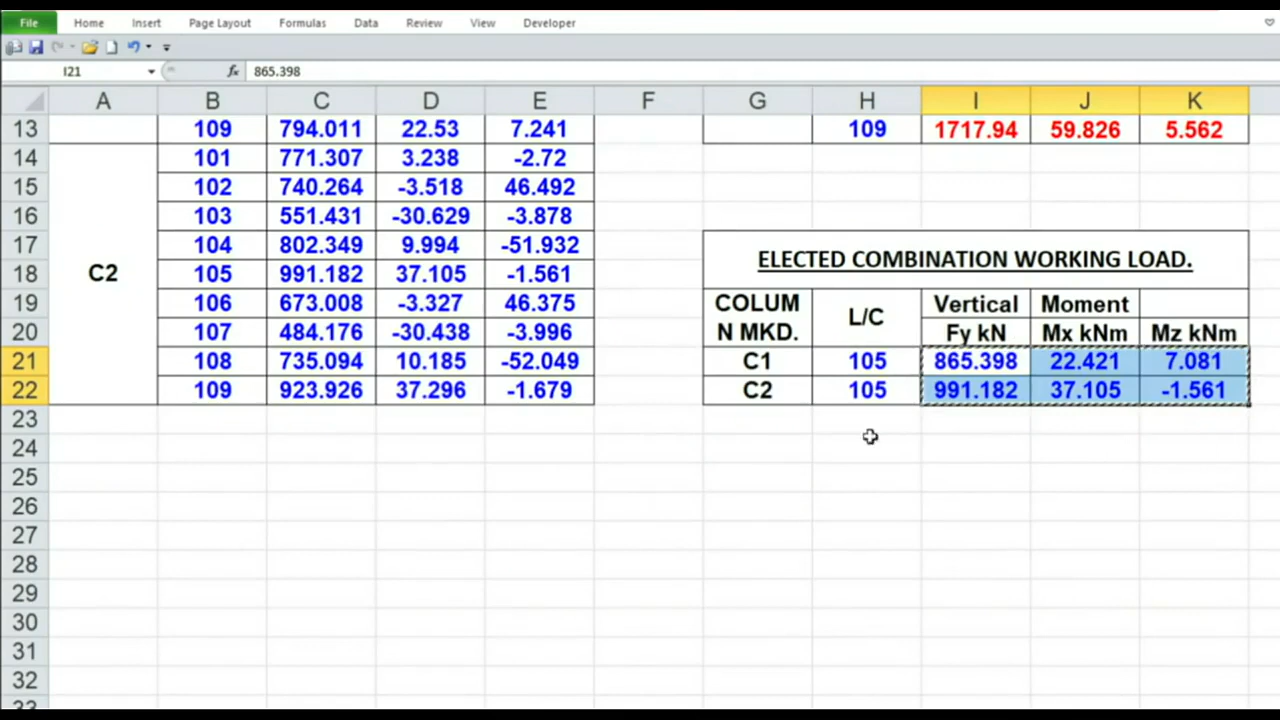 File Home Insert Page Layout Formulas Data Review View Developer
I21 fx 865.398
A B C D E F G H I J K
13 109 794.011 22.53 7.241 109 1717.94 59.826 5.562
14 101 771.307 3.238 -2.72
15 102 740.264 -3.518 46.492
16 103 551.431 -30.629 -3.878
17 104 802.349 9.994 -51.932
ELECTED COMBINATION WORKING LOAD.
18 C2 105 991.182 37.105 -1.561
19 106 673.008 -3.327 46.375 COLUM L/C Vertical Moment
20 107 484.176 -30.438 -3.996 N MKD. Fy kN Mx kNm Mz kNm
21 108 735.094 10.185 -52.049 C1 105 865.398 22.421 7.081
22 109 923.926 37.296 -1.679 C2 105 991.182 37.105 -1.561
23
24
25
26
27
28
29
30
31
32
33